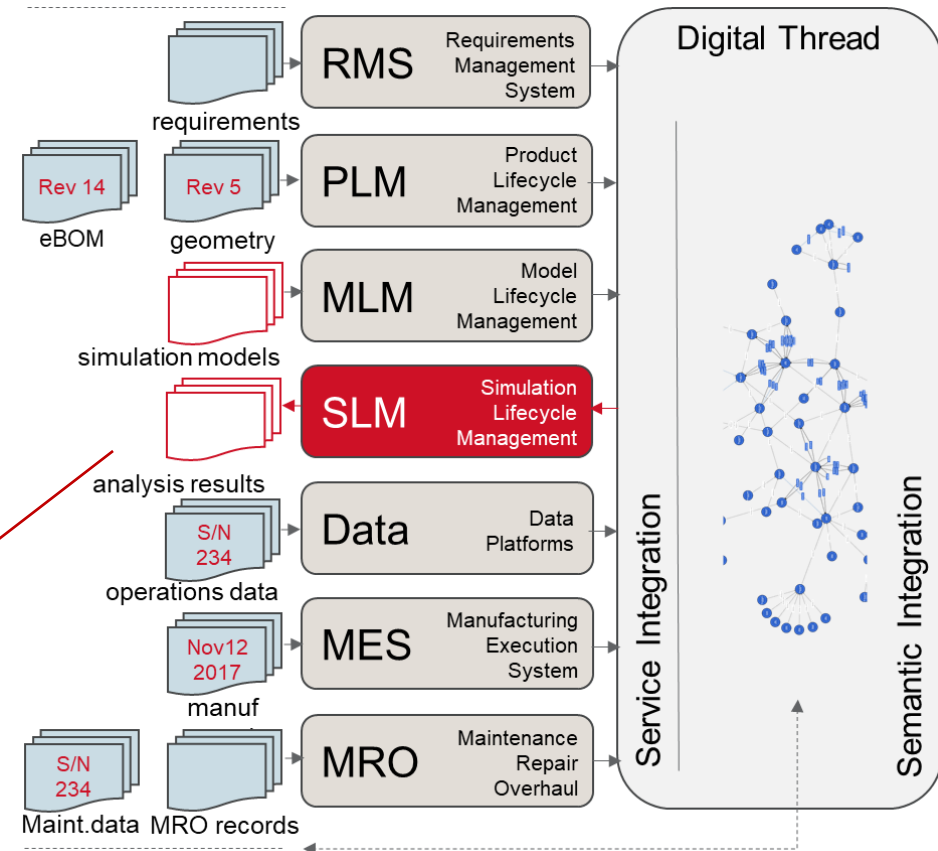 Digital Thread
RMS
Requirements
Management
System
requirements
Rev 14
Rev 5
PLM
Product
Lifecycle
Management
eBOM
geometry
MLM
Model
Lifecycle
Management
simulation models
SLM
Simulation
Lifecycle
Management
analysis results
S/N
234
Data
Data
Platforms
operations data
Nov12
2017
MES
Manufacturing
Execution
System
manuf
S/N
234
MRO
Maintenance
Repair
Overhaul
Maint.data
MRO records
Service Integration
Semantic Integration